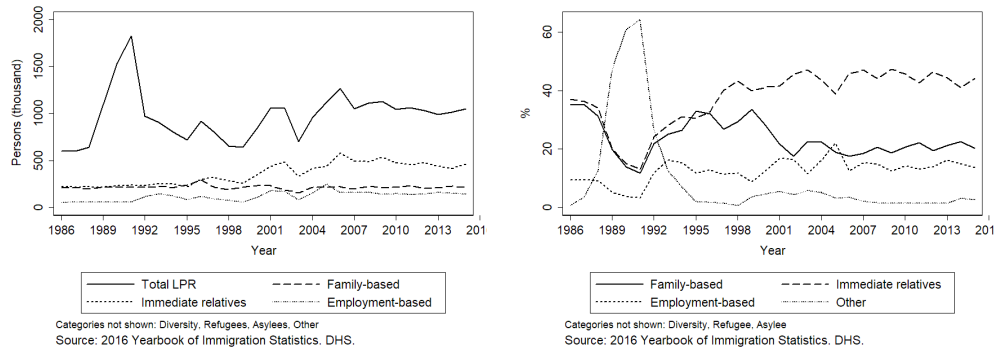 Persons (thousand)
2000
1500
1000
500
0
1986 1989 1992 1995 1998 2001 2004 2007 2010 2013 201
Year
Total LPR Family-based
Immediate relatives Employment-based
Categories not shown: Diversity, Refugees, Asylees, Other
Source: 2016 Yearbook of Immigration Statistics. DHS.
%
60
40
20
0
1986 1989 1992 1995 1998 2001 2004 2007 2010 2013 201
Year
Family-based Immediate relatives
Employment-based Other
Categories not shown: Diversity, Refugee, Asylee
Source: 2016 Yearbook of Immigration Statistics. DHS.